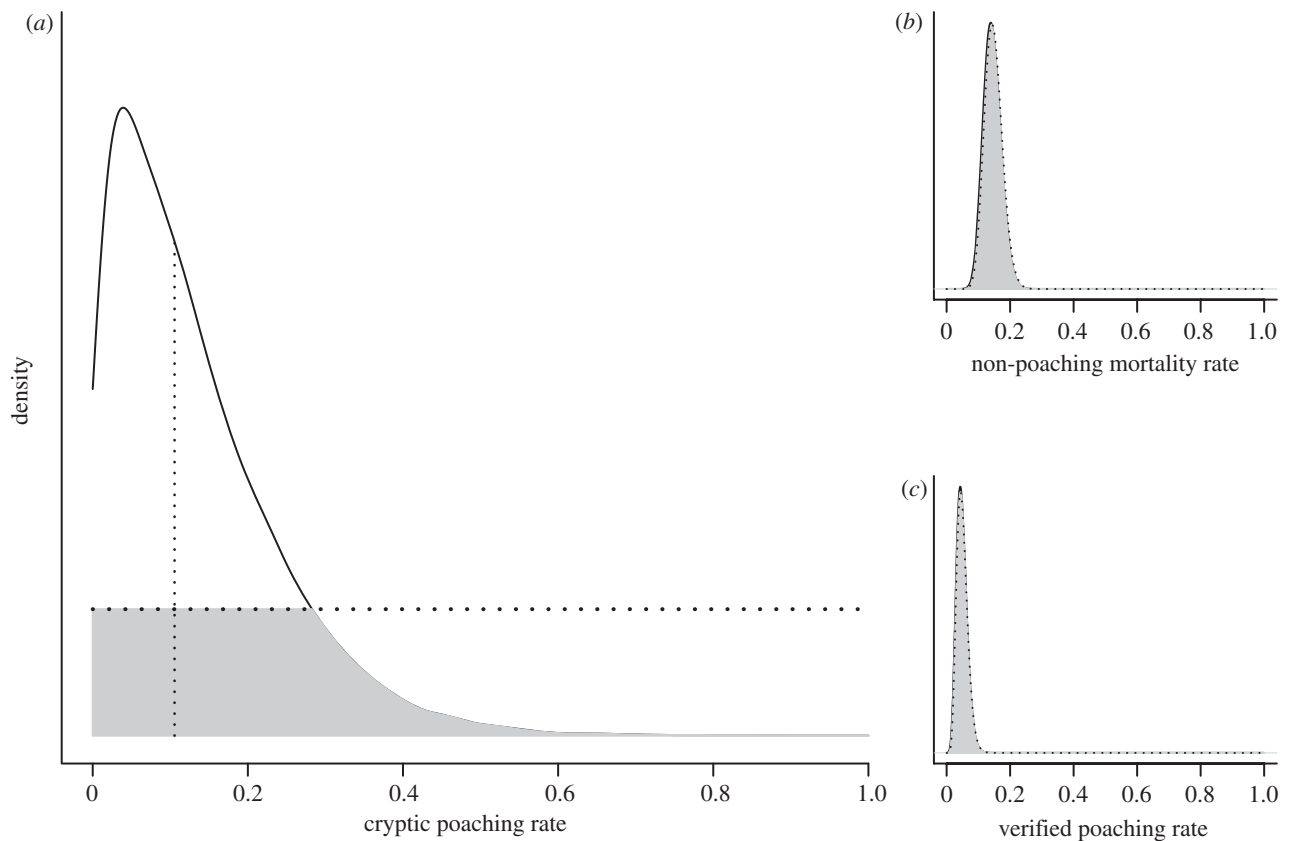 (a)
density
0 0.2 0.4 0.6 0.8 1.0
cryptic poaching rate
(b)
0 0.2 0.4 0.6 0.8 1.0
non-poaching mortality rate
(c)
0 0.2 0.4 0.6 0.8 1.0
verified poaching rate